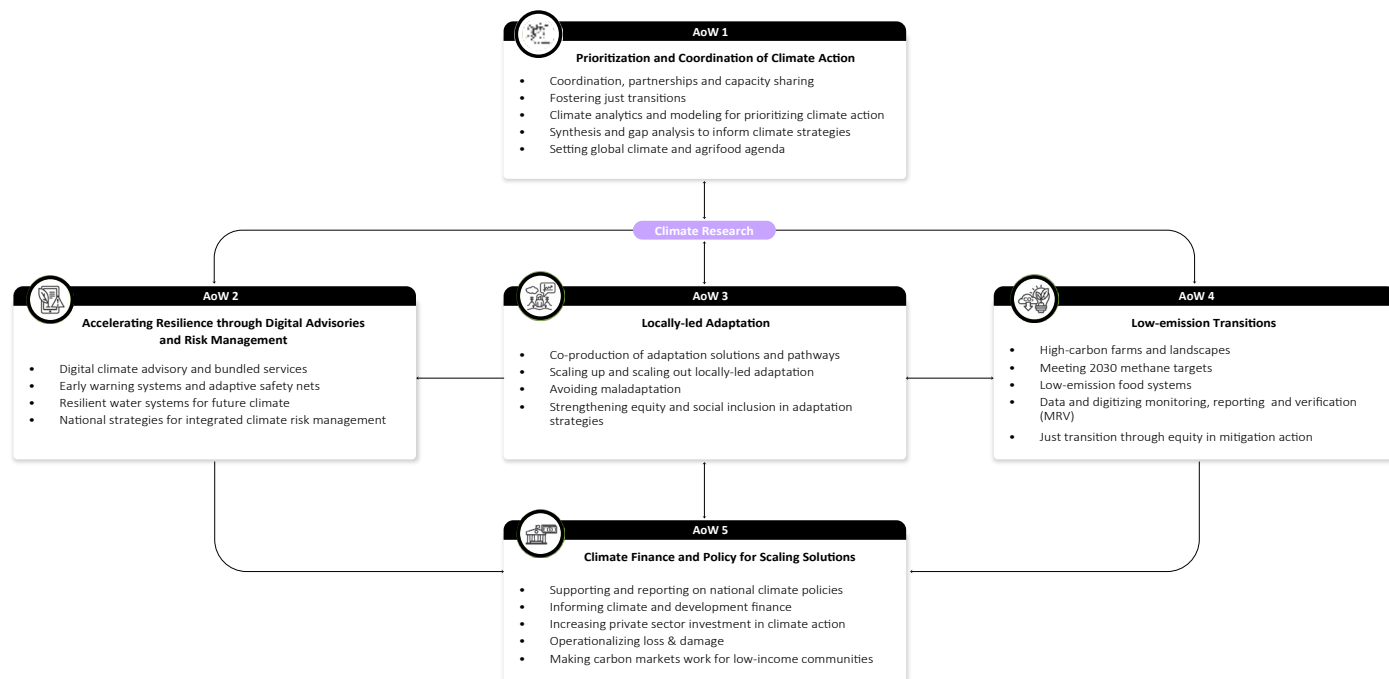 AoW 1
Prioritization and Coordination of Climate Action
• Coordination, partnerships and capacity sharing
• Fostering just transitions
• Climate analytics and modeling for prioritizing climate action
• Synthesis and gap analysis to inform climate strategies
• Setting global climate and agrifood agenda
Climate Research
AoW 2
Accelerating Resilience through Digital Advisories
and Risk Management
• Digital climate advisory and bundled services
• Early warning systems and adaptive safety nets
• Resilient water systems for future climate
• National strategies for integrated climate risk management
AoW 3
Locally-led Adaptation
• Co-production of adaptation solutions and pathways
• Scaling up and scaling out locally-led adaptation
• Avoiding maladaptation
• Strengthening equity and social inclusion in adaptation
strategies
AoW 4
Low-emission Transitions
• High-carbon farms and landscapes
• Meeting 2030 methane targets
• Low-emission food systems
• Data and digitizing monitoring, reporting and verification
(MRV)
• Just transition through equity in mitigation action
AoW 5
Climate Finance and Policy for Scaling Solutions
• Supporting and reporting on national climate policies
• Informing climate and development finance
• Increasing private sector investment in climate action
• Operationalizing loss & damage
• Making carbon markets work for low-income communities